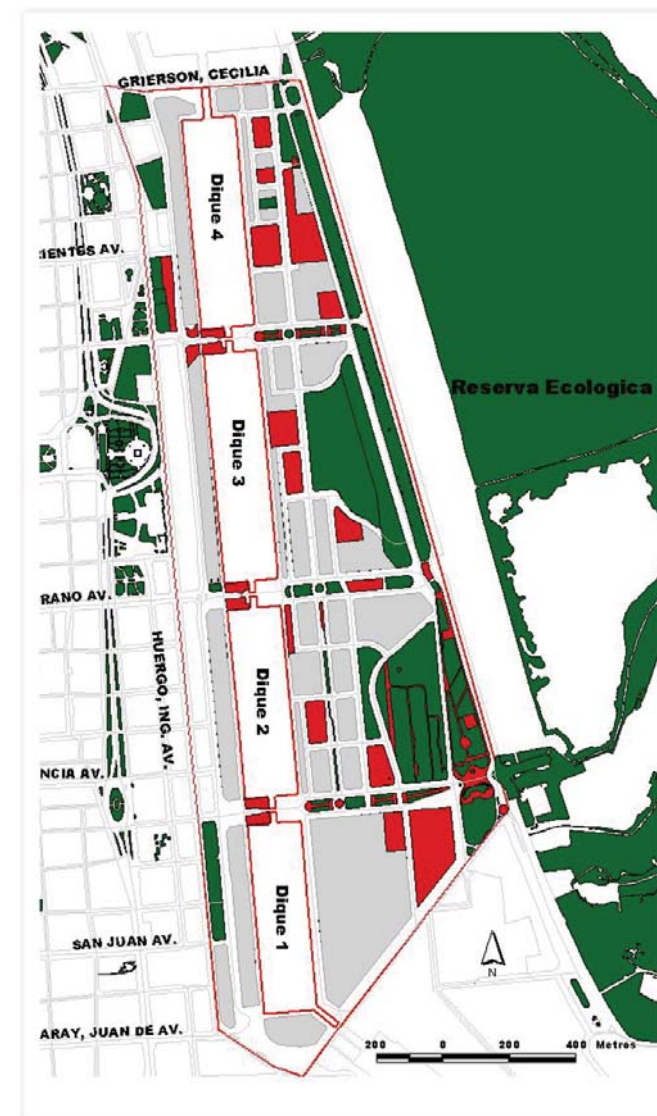 GRIERSON, CECILIA
Dique 4
RIENTES AV.
Reserva Ecologica
Dique 3
RANO AV.
HUERGO, ING. AV.
Dique 2
NCIA AV.
Dique 1
SAN JUAN AV.
N
ARAY, JUAN DE AV.
200 0 200 400 Metros